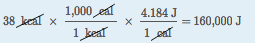 38 kcal × 1,000 cal / 1 kcal × 4.184 J / 1 cal = 160,000 J